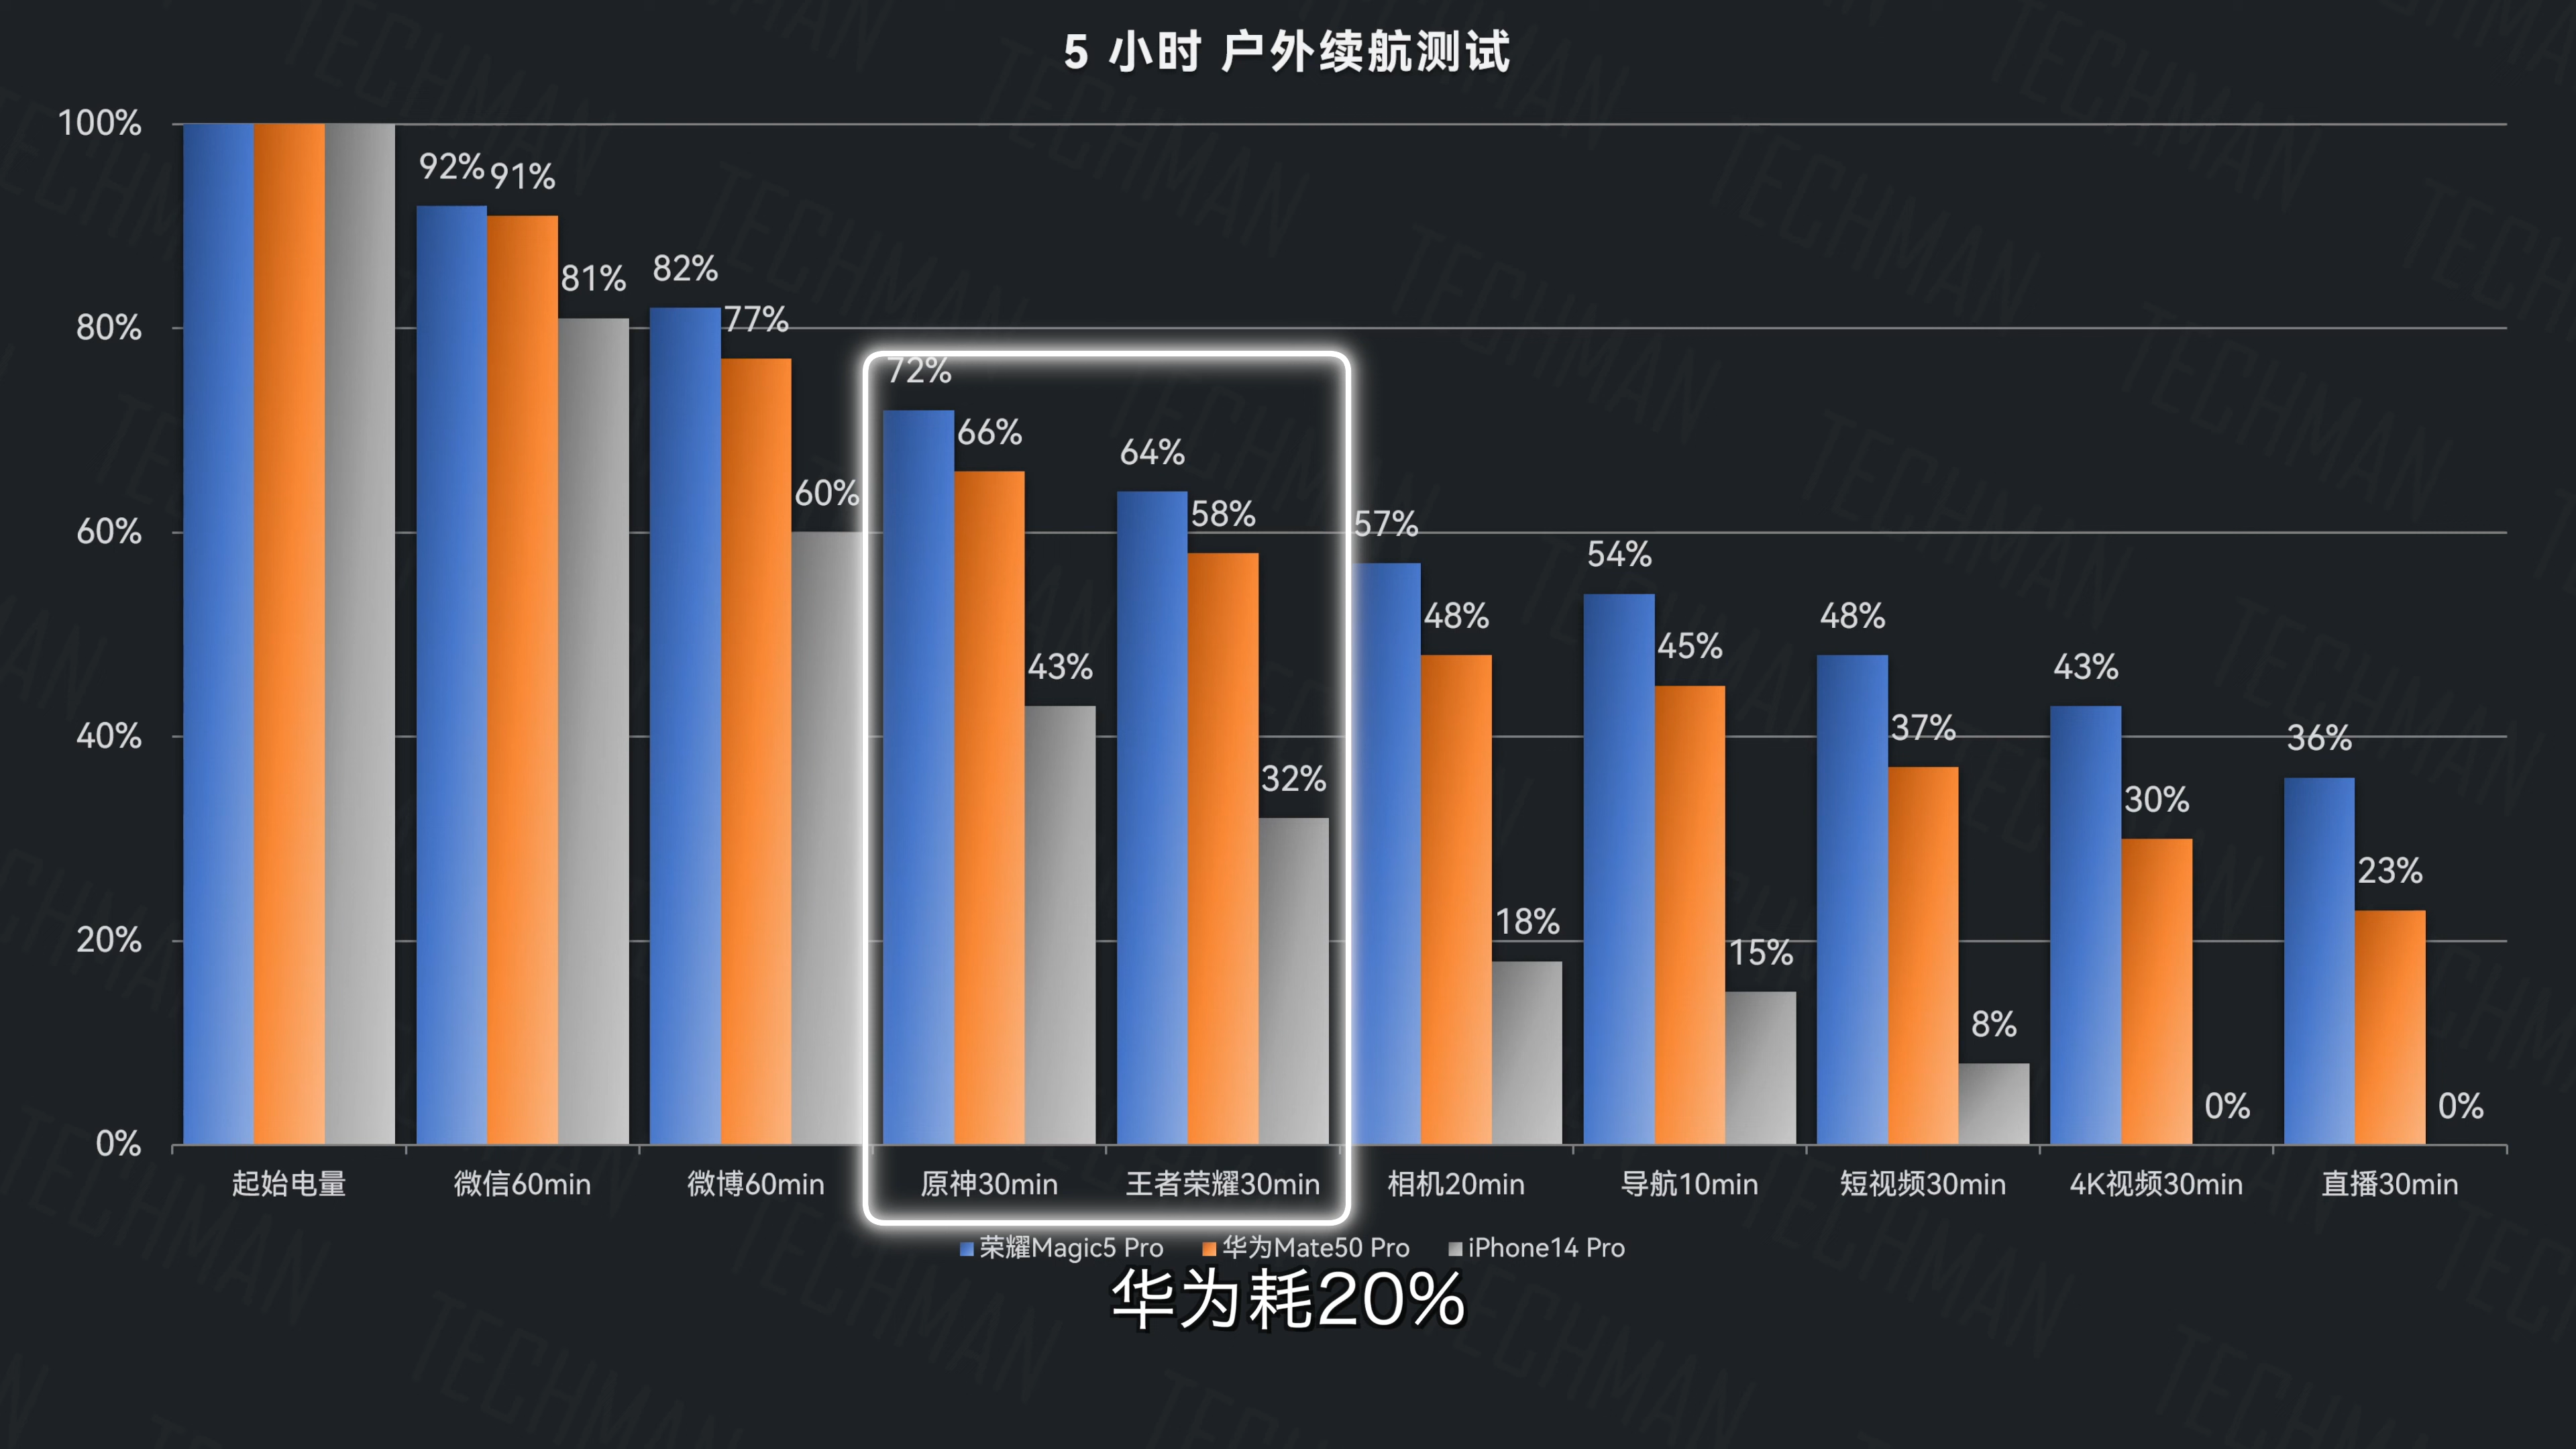 5 小时 户外续航测试
100%
80%
60%
40%
20%
0%
92% 91% 81%
82% 77% 60%
72% 66% 43%
64% 58% 32%
57% 48% 18%
54% 45% 15%
48% 37% 8%
43% 30% 0%
36% 23% 0%
起始电量 微信60min 微博60min 原神30min 王者荣耀30min 相机20min 导航10min 短视频30min 4K视频30min 直播30min
荣耀Magic5 Pro 华为Mate50 Pro iPhone14 Pro
华为耗20%
TECHMAN